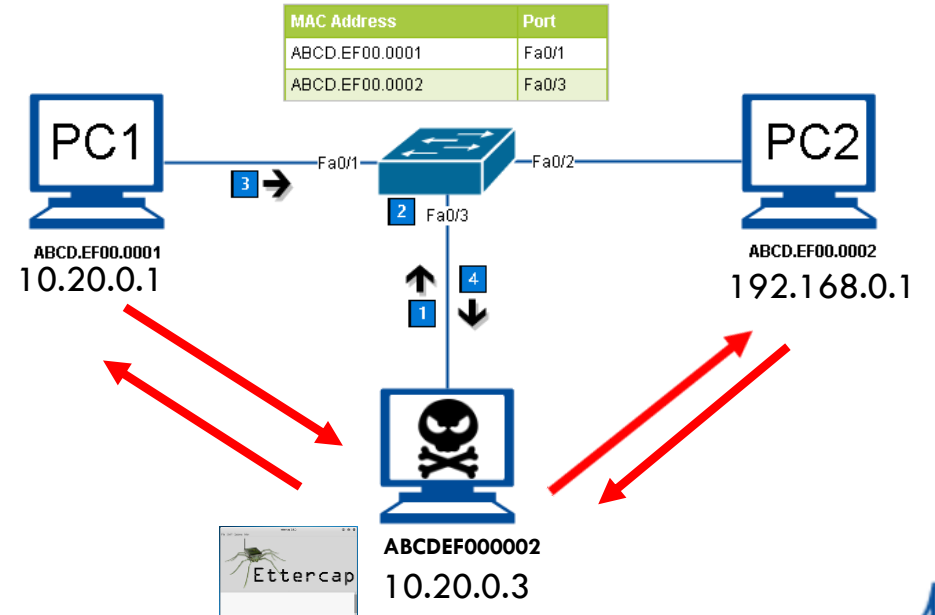 MAC Address Port
ABCD.EF00.0001 Fa0/1
ABCD.EF00.0002 Fa0/3
PC1
PC2
Fa0/1
Fa0/2
3
2 Fa0/3
ABCD.EF00.0001
10.20.0.1
ABCD.EF00.0002
192.168.0.1
4
1
ABCDEF000002
10.20.0.3
Ettercap